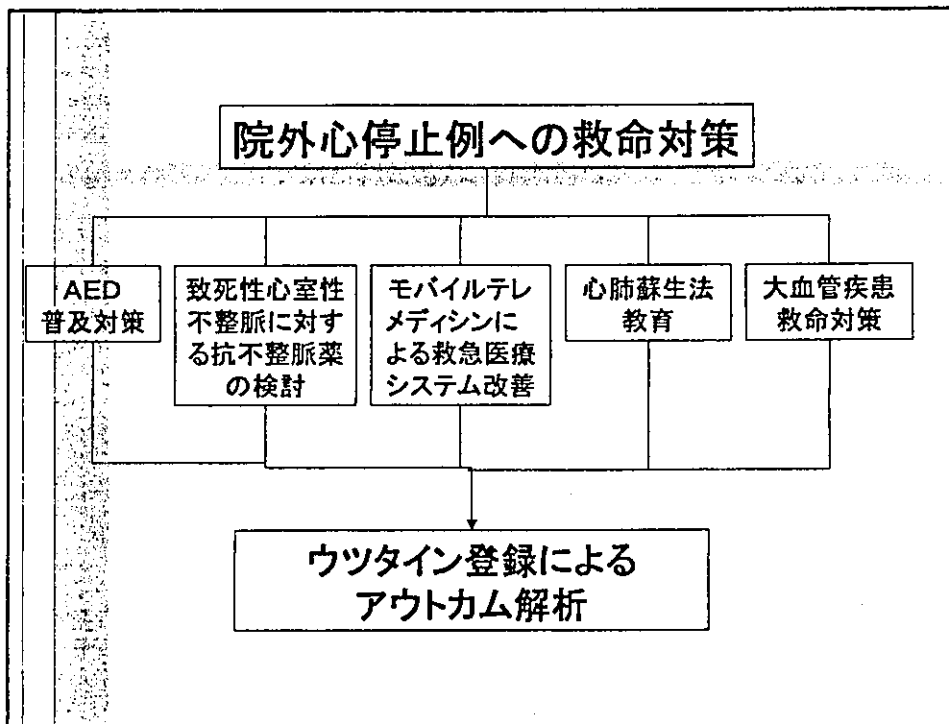 院外心停止例への救命対策
AED
普及対策
致死性心室性
不整脈に対す
る抗不整脈薬
の検討
モバイルテレ
メディシンに
よる救急医療
システム改善
心肺蘇生法
教育
大血管疾患
救命対策
ウツタイン登録による
アウトカム解析